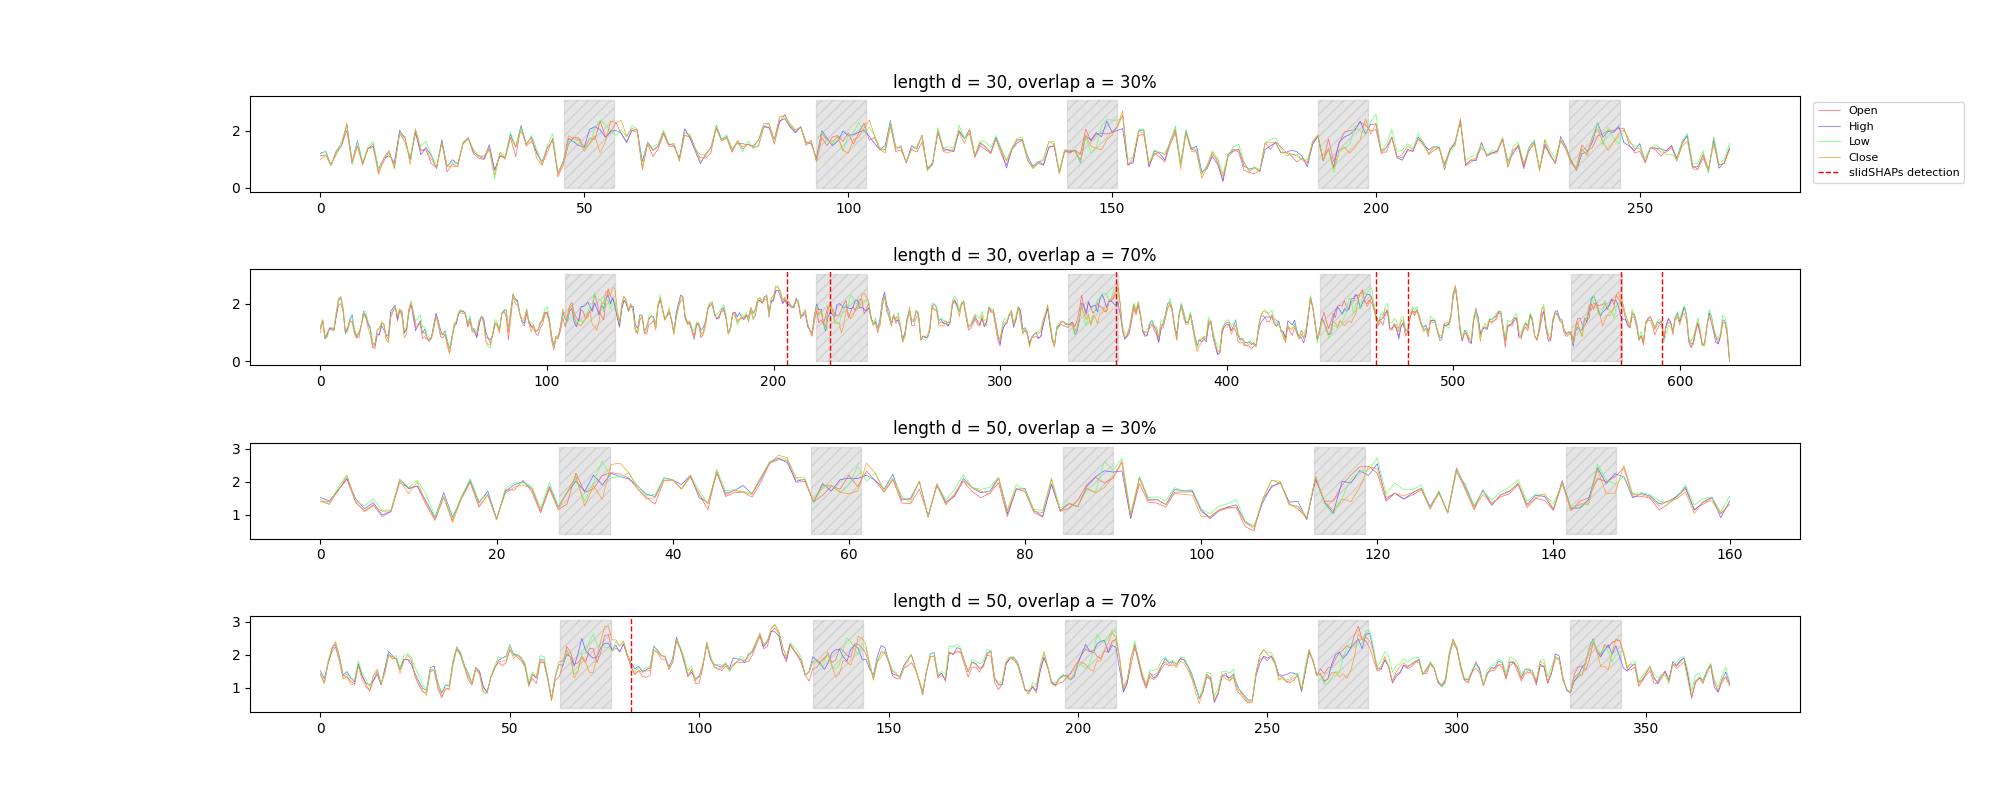 length d = 30, overlap a = 30%
2
0
0 50 100 150 200 250
Open
High
Low
Close
slidSHAPs detection
length d = 30, overlap a = 70%
2
0
0 100 200 300 400 500 600
length d = 50, overlap a = 30%
3
2
1
0 20 40 60 80 100 120 140 160
length d = 50, overlap a = 70%
3
2
1
0 50 100 150 200 250 300 350